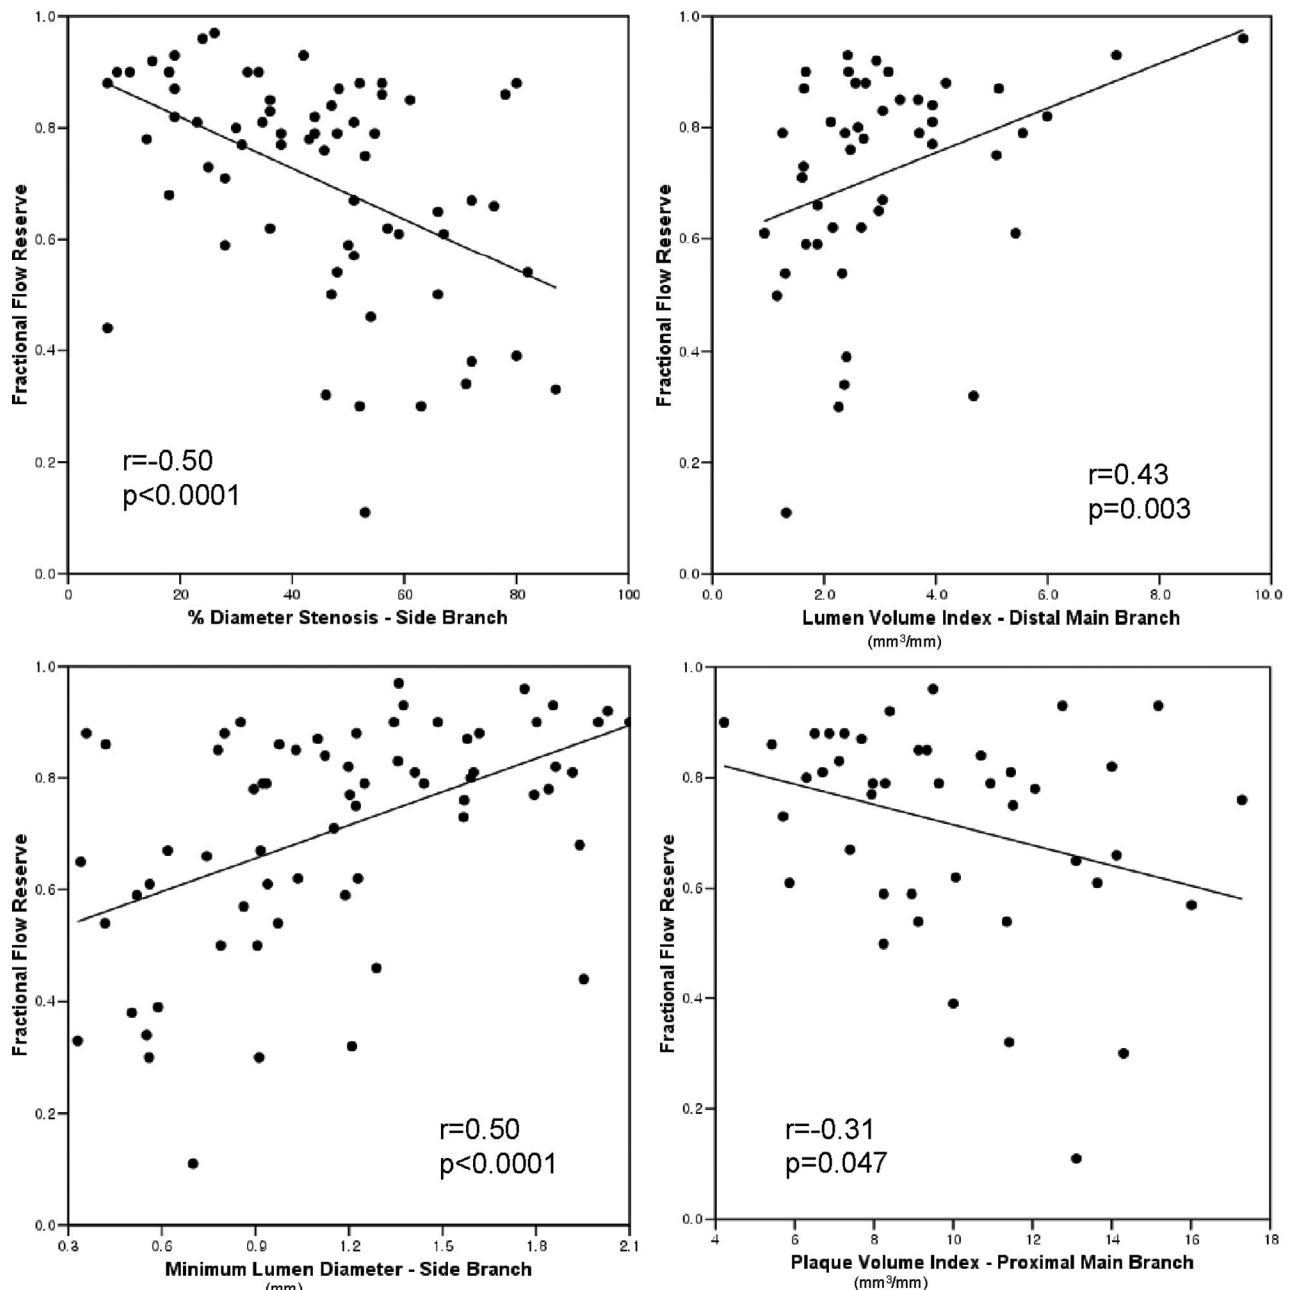 1.0
0.8
0.6
0.4
0.2
0.0
Fractional Flow Reserve
r=-0.50
p<0.0001
0 20 40 60 80 100
% Diameter Stenosis - Side Branch
1.0
0.8
0.6
0.4
0.2
0.0
Fractional Flow Reserve
r=0.43
p=0.003
0.0 2.0 4.0 6.0 8.0 10.0
Lumen Volume Index - Distal Main Branch
(mm³/mm)
1.0
0.8
0.6
0.4
0.2
0.0
Fractional Flow Reserve
r=0.50
p<0.0001
0.3 0.6 0.9 1.2 1.5 1.8 2.1
Minimum Lumen Diameter - Side Branch
(mm)
1.0
0.8
0.6
0.4
0.2
0.0
Fractional Flow Reserve
r=-0.31
p=0.047
4 6 8 10 12 14 16 18
Plaque Volume Index - Proximal Main Branch
(mm³/mm)